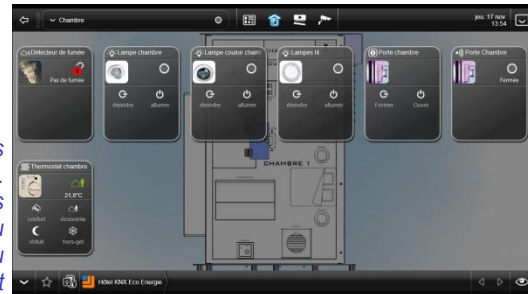 Chambre
jeu. 17 nov.
13:54
Détecteur de fumée
Pas de fumée
Lampe chambre
éteindre
allumer
Lampe couloir cham
éteindre
allumer
Lampes lit
éteindre
allumer
Porte chambre
Fermer
Ouvrir
Porte Chambre
Fermée
CHAMBRE 1
Thermostat chambre
21,0°C
confort
économie
réduit
hors-gel
Hôtel KNX Eco Energie